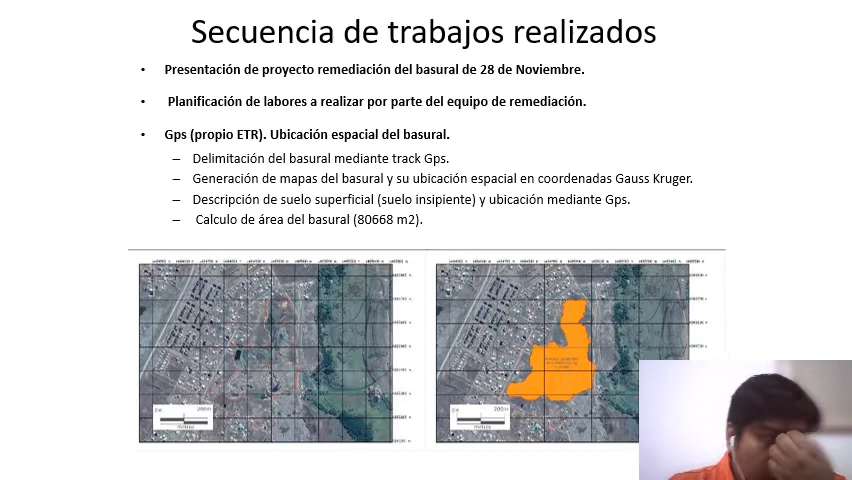 Secuencia de trabajos realizados
• Presentación de proyecto remediación del basural de 28 de Noviembre.
• Planificación de labores a realizar por parte del equipo de remediación.
• Gps (propio ETR). Ubicación espacial del basural.
– Delimitación del basural mediante track Gps.
– Generación de mapas del basural y su ubicación espacial en coordenadas Gauss Kruger.
– Descripción de suelo superficial (suelo insipiente) y ubicación mediante Gps.
– Calculo de área del basural (80668 m2).
200m
metros
200m
metros